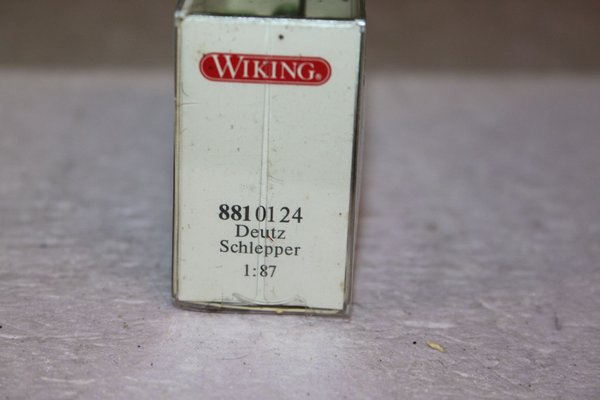 WIKING®
8810124
Deutz
Schlepper
1:87